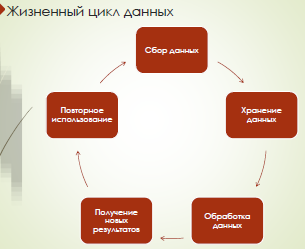 Жизненный цикл данных
Сбор данных
Хранение
данных
Обработка
данных
Получение
новых
результатов
Повторное
использование